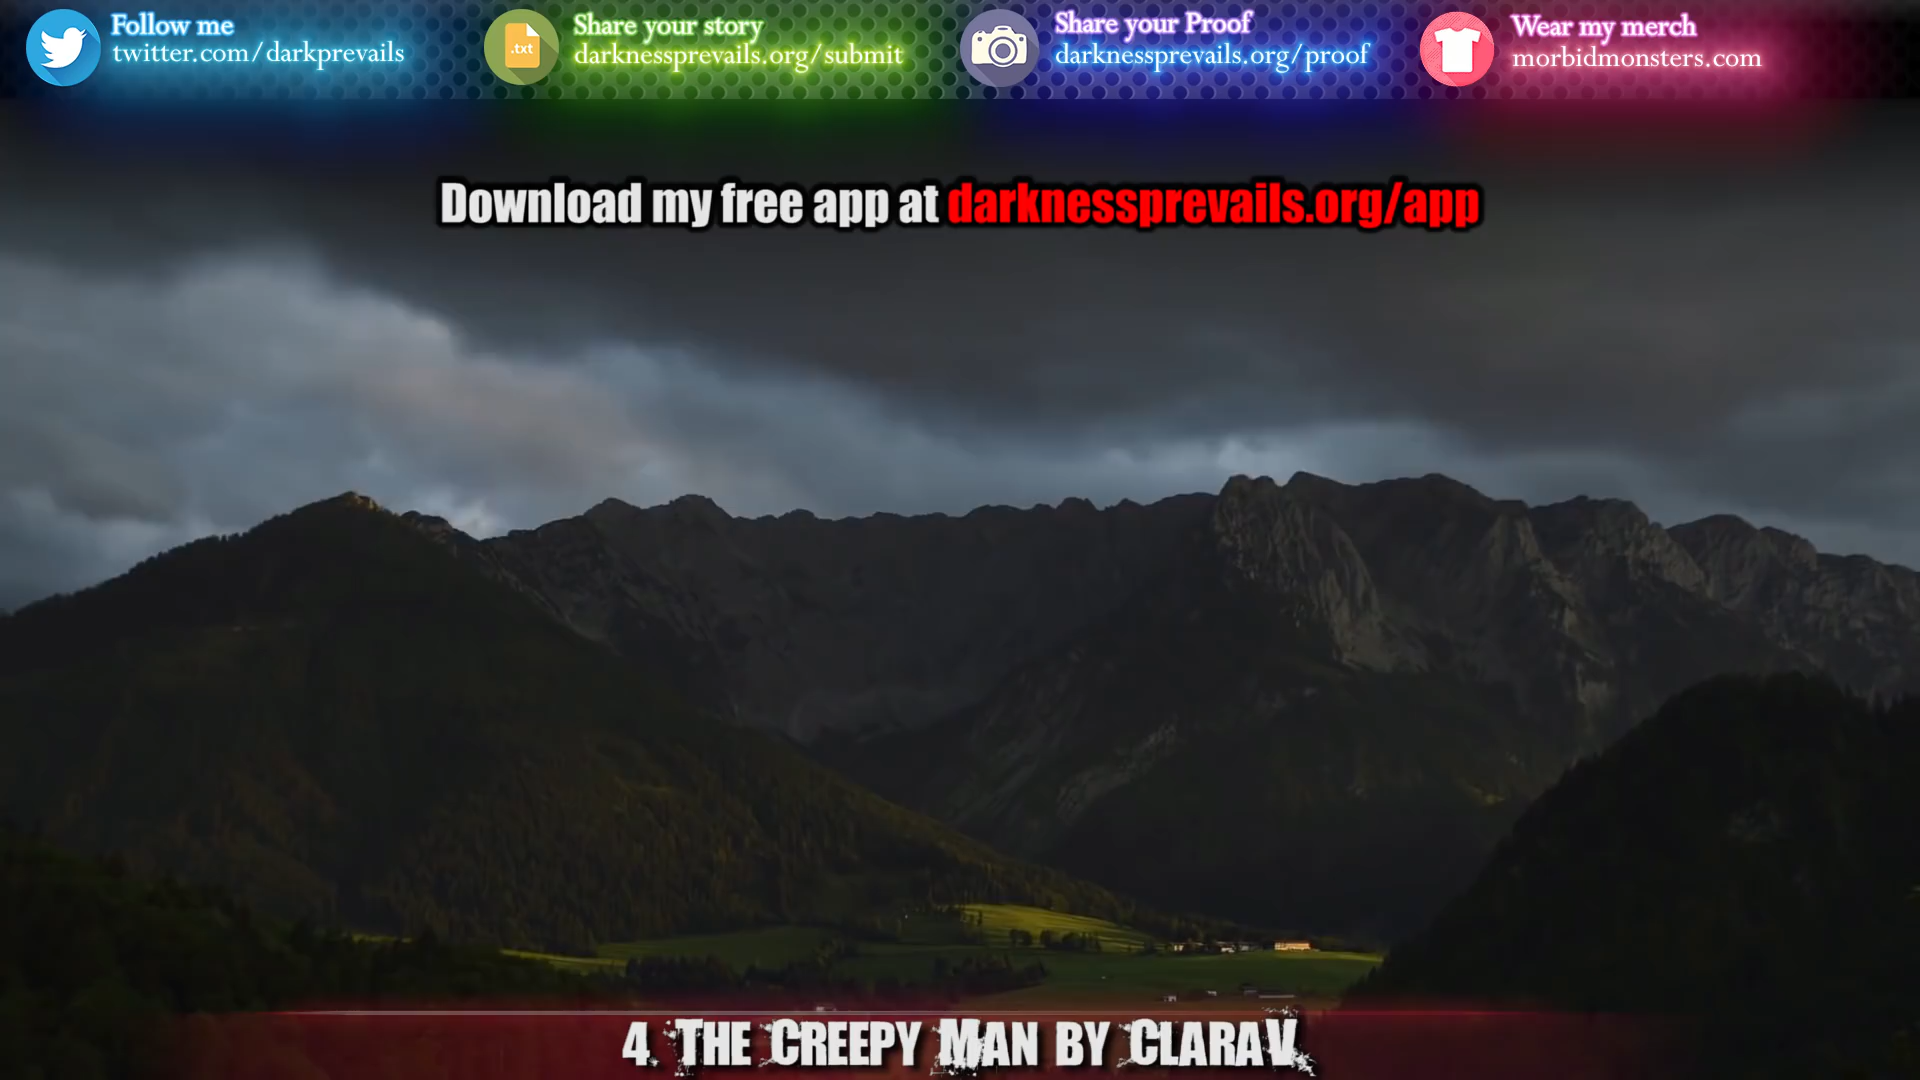 Follow me
twitter.com/darkprevails
Share your story
darknessprevails.org/submit
.txt
Share your Proof
darknessprevails.org/proof
Wear my merch
morbidmonsters.com
Download my free app at darknessprevails.org/app
4. The Creepy Man by ClaraV.